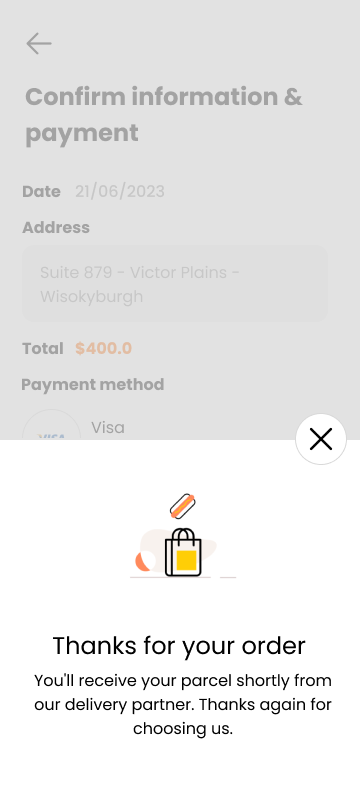 Confirm information &
payment
Date 21/06/2023
Address
Suite 879 - Victor Plains -
Wisokyburgh
Total $400.0
Payment method
VISA
Visa
Thanks for your order
You'll receive your parcel shortly from
our delivery partner. Thanks again for
choosing us.